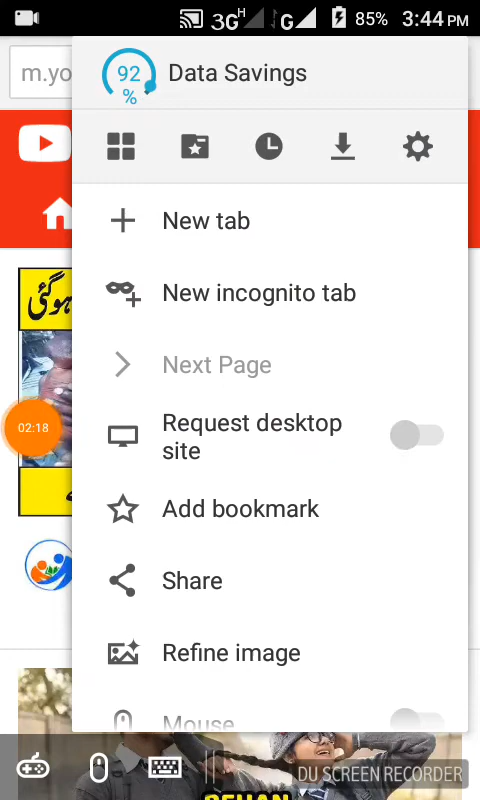 3G H G 85% 3:44 PM
m.yo
92
%
Data Savings
New tab
New incognito tab
Next Page
Request desktop
site
Add bookmark
Share
Refine image
Mouse
ہوگئی
02:18
DU SCREEN RECORDER